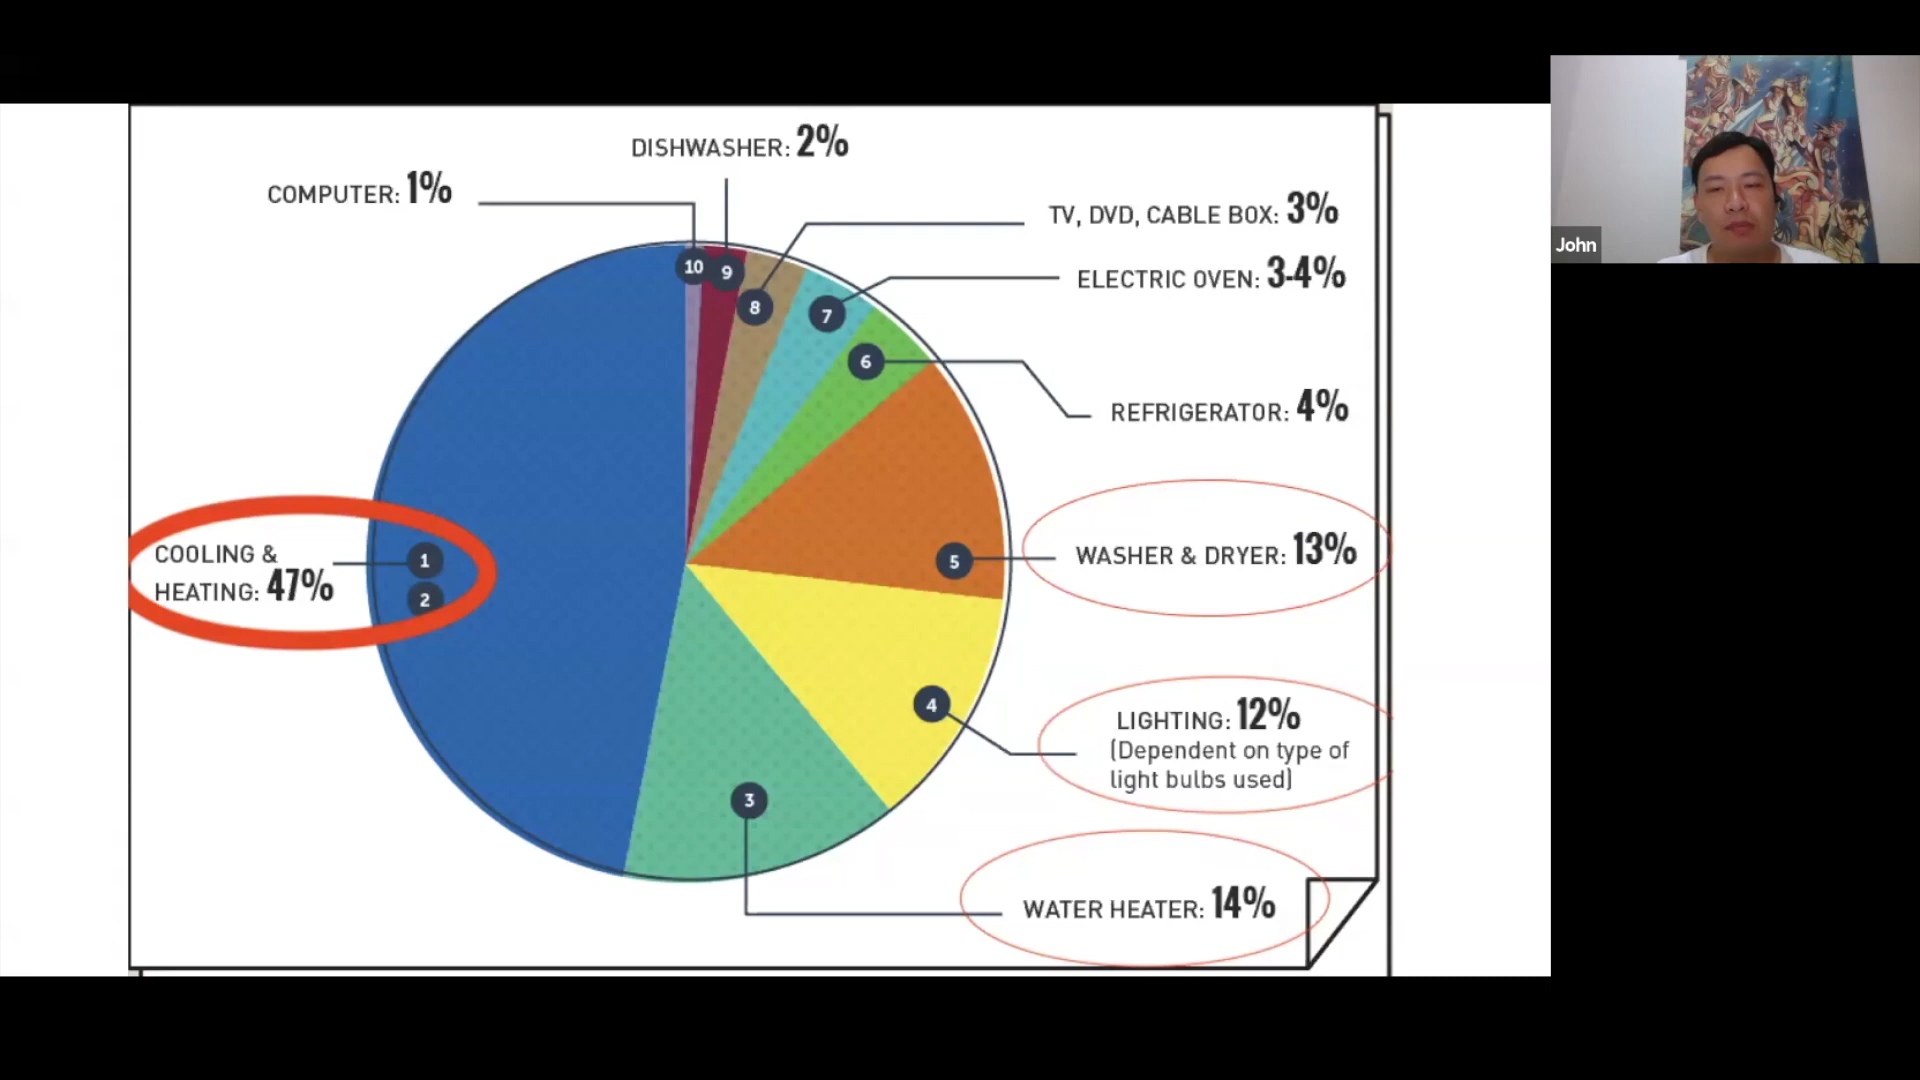 DISHWASHER: 2%
COMPUTER: 1%
TV, DVD, CABLE BOX: 3%
ELECTRIC OVEN: 3-4%
REFRIGERATOR: 4%
WASHER & DRYER: 13%
LIGHTING: 12%
(Dependent on type of
light bulbs used)
WATER HEATER: 14%
COOLING &
HEATING: 47%
10
9
8
7
6
5
4
3
1
2
John